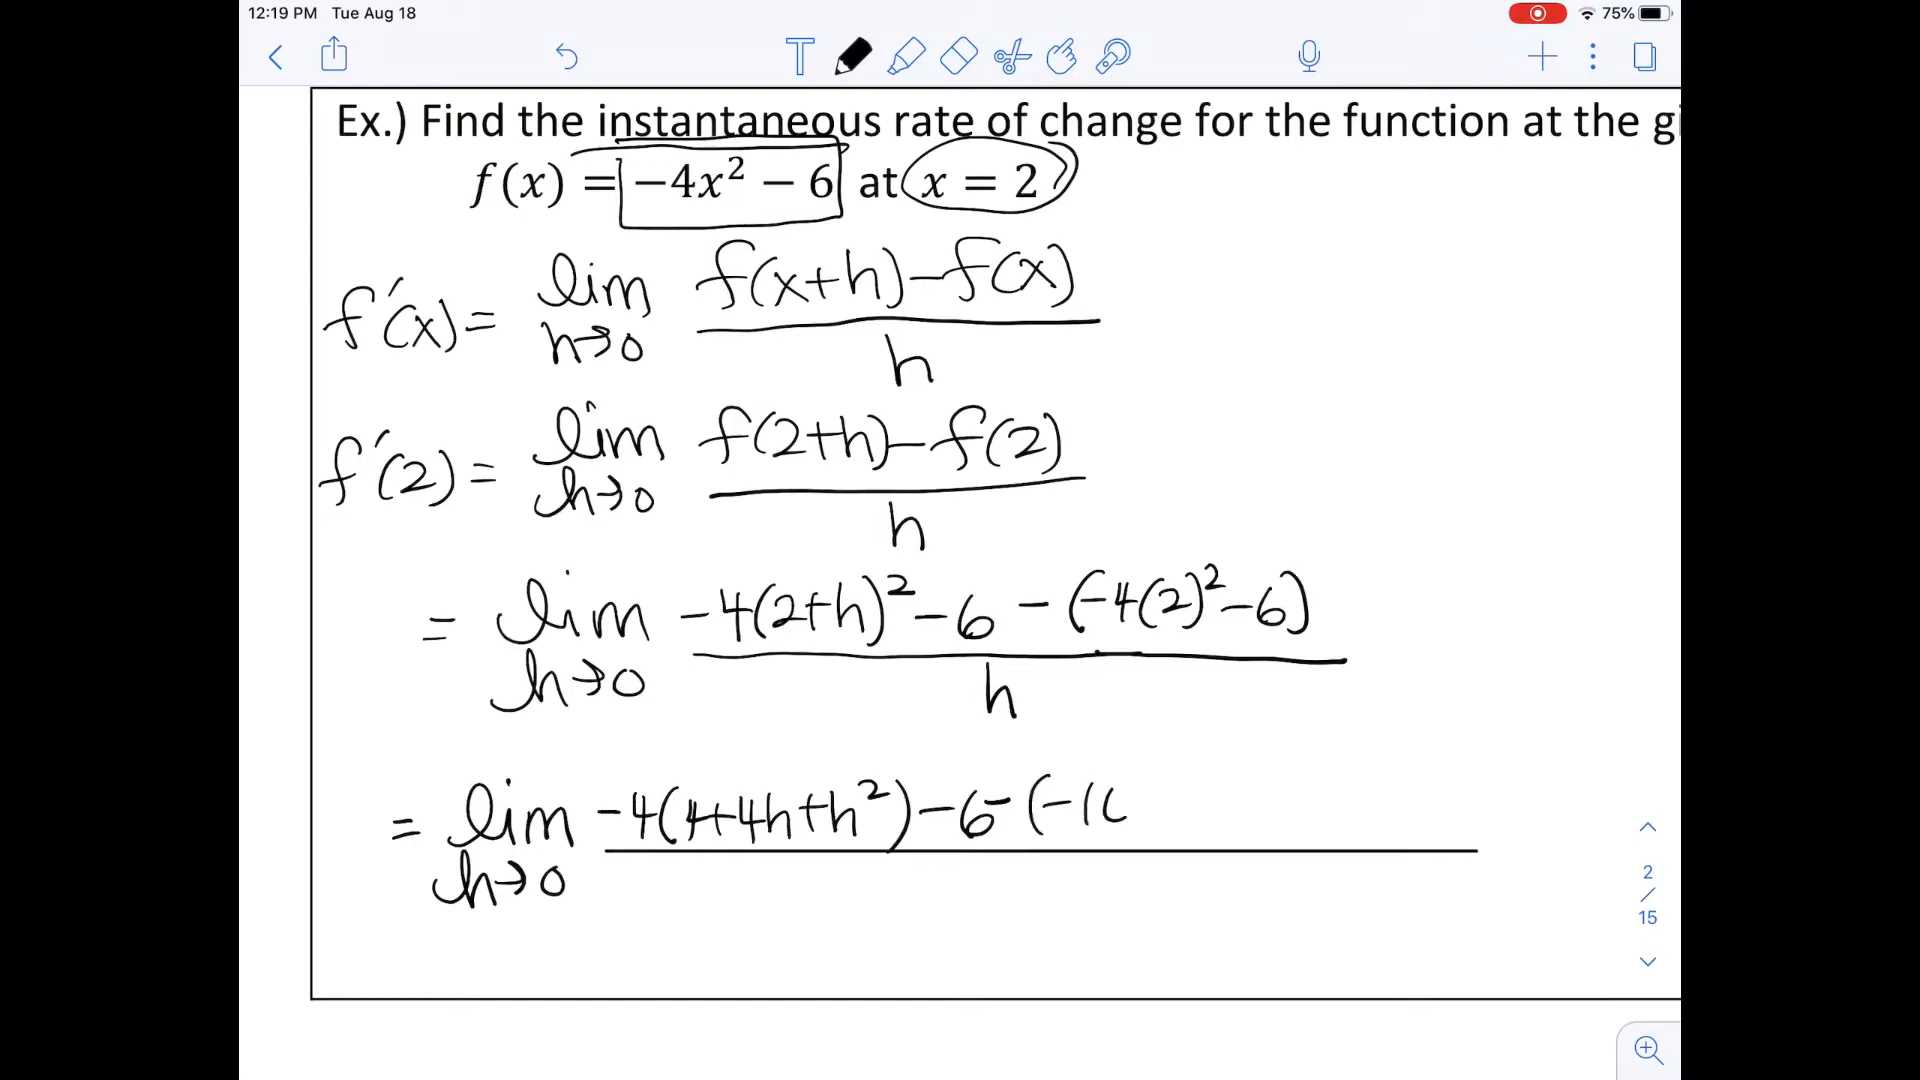 12:19 PM Tue Aug 18
75%
T
Ex.) Find the instantaneous rate of change for the function at the gi
f(x) = −4x² − 6 at x = 2
f'(x) = lim h→0 f(x+h)−f(x) / h
f'(2) = lim h→0 f(2+h)−f(2) / h
= lim h→0 −4(2+h)² − 6 − (−4(2)² − 6) / h
= lim h→0 −4(4+4h+h²) − 6 − (−1(
2
/
15